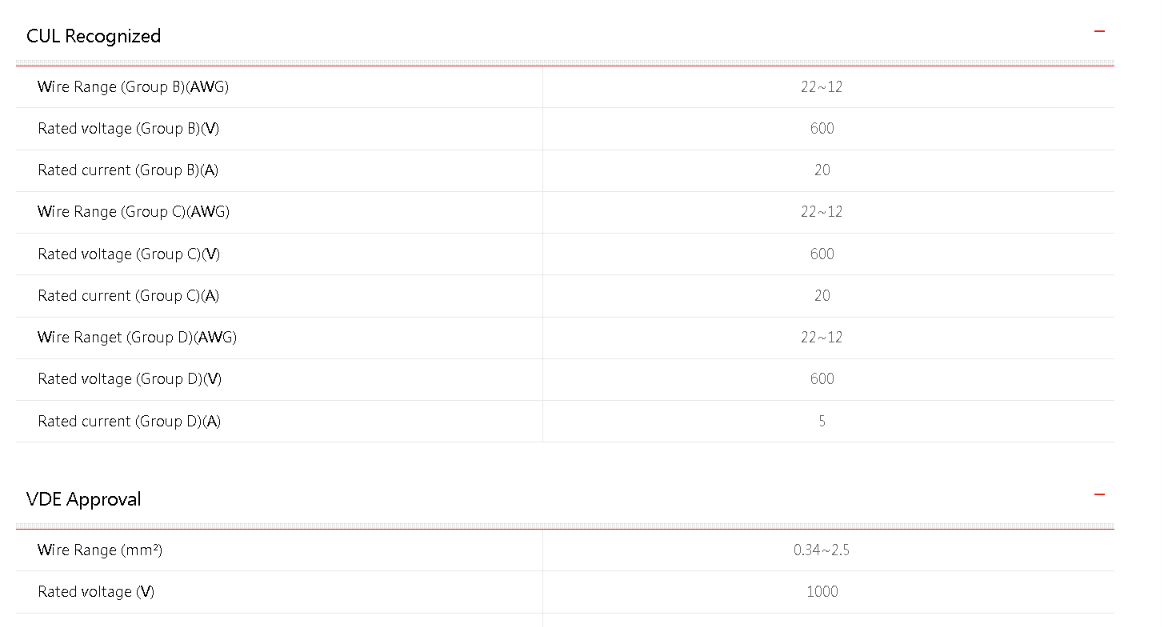 CUL Recognized
Wire Range (Group B)(AWG) 22~12
Rated voltage (Group B)(V) 600
Rated current (Group B)(A) 20
Wire Range (Group C)(AWG) 22~12
Rated voltage (Group C)(V) 600
Rated current (Group C)(A) 20
Wire Ranget (Group D)(AWG) 22~12
Rated voltage (Group D)(V) 600
Rated current (Group D)(A) 5
VDE Approval
Wire Range (mm²) 0.34~2.5
Rated voltage (V) 1000